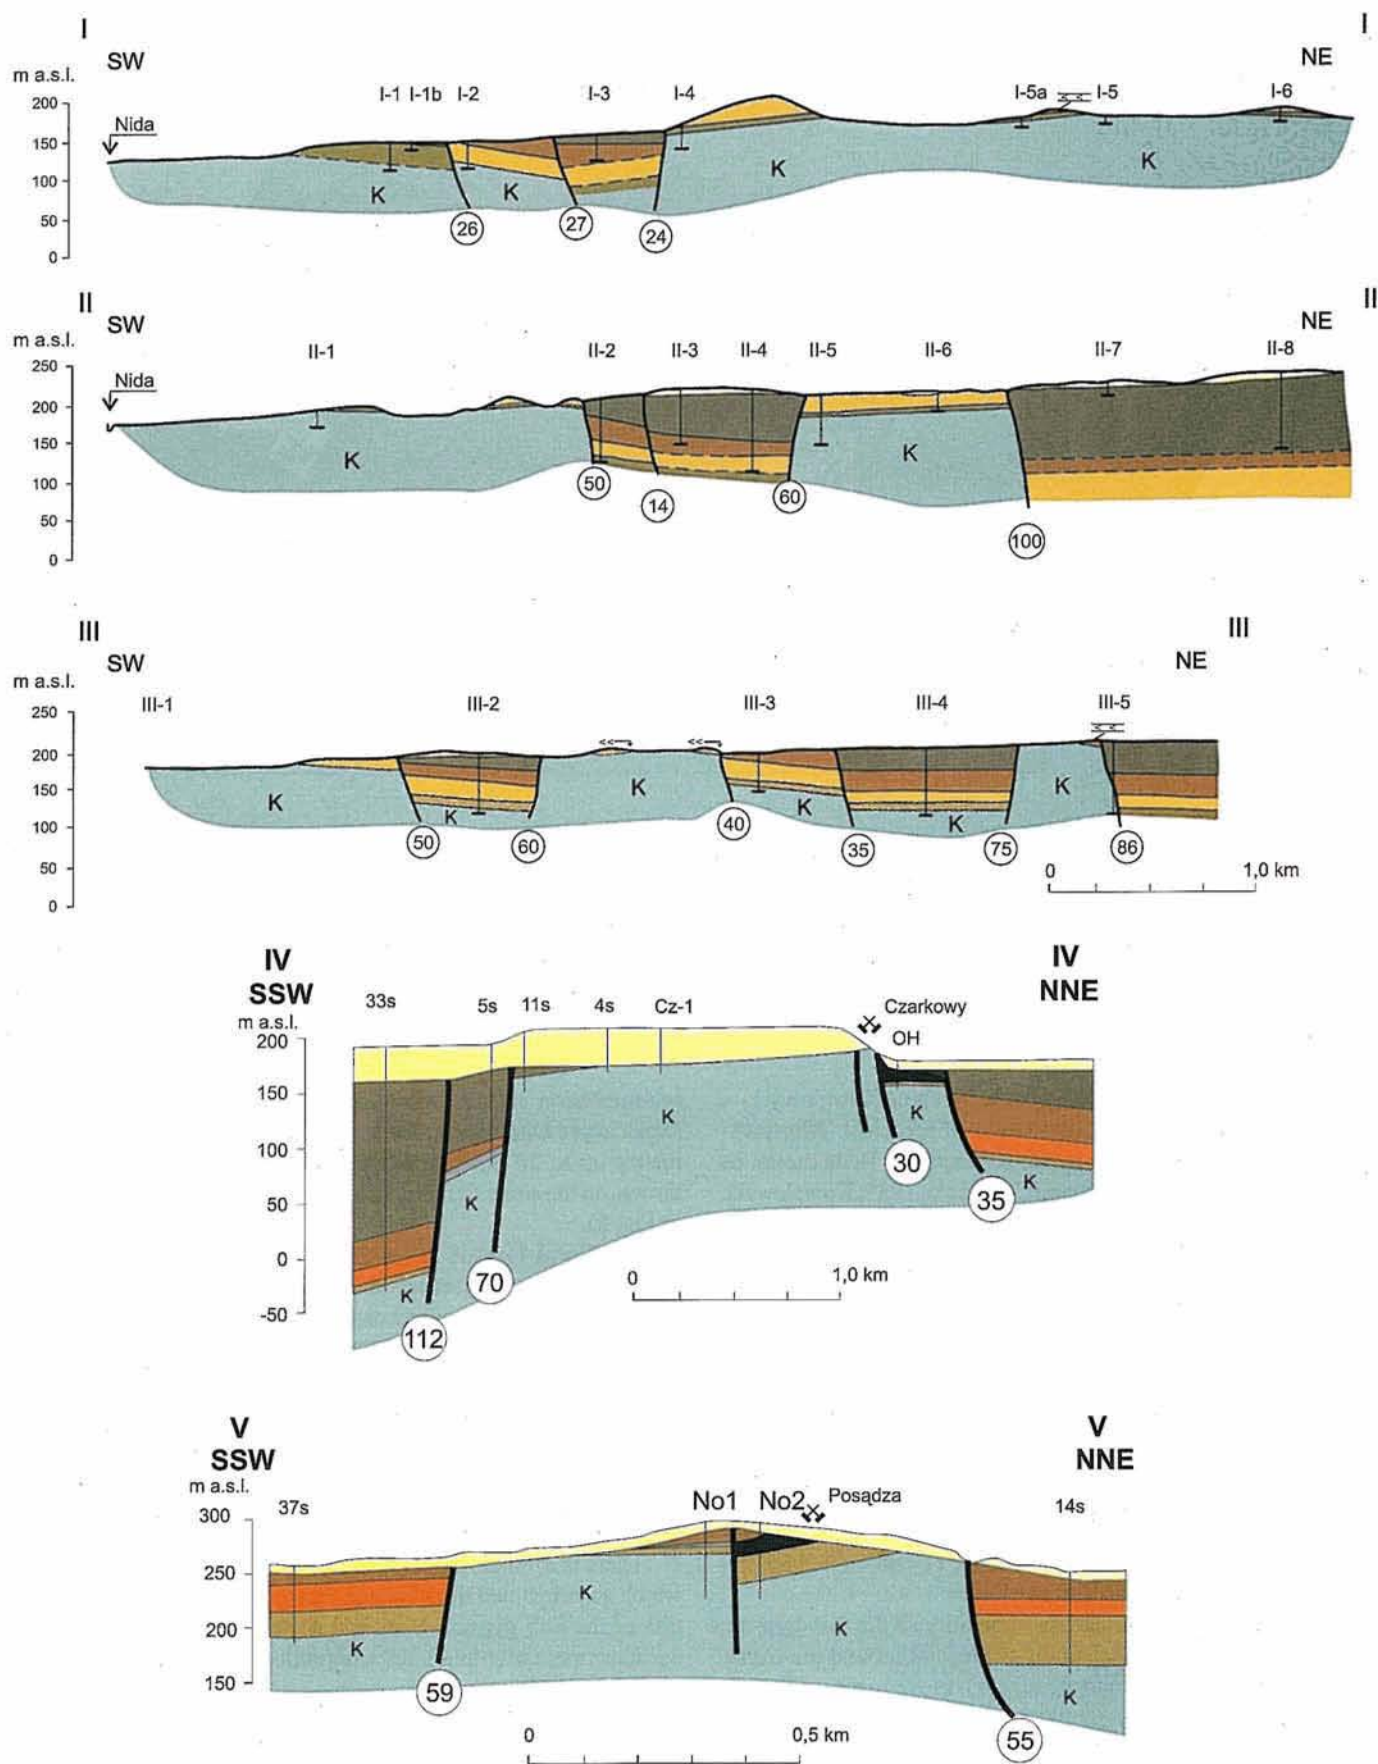 I I
SW NE
m a.s.l.
I-1 I-1b I-2 I-3 I-4 I-5a I-5 I-6
200
Nida
150
100
50
0
K K K K
26 27 24
II II
SW NE
m a.s.l.
II-1 II-2 II-3 II-4 II-5 II-6 II-7 II-8
250
Nida
200
150
100
50
0
K K
50 14 60 100
III III
SW NE
m a.s.l.
III-1 III-2 III-3 III-4 III-5
250
200
150
100
50
0
K K K K K K
50 60 40 35 75 86
0 1,0 km
IV IV
SSW NNE
m a.s.l.
33s 5s 11s 4s Cz-1 Czarkowy
OH
200
150
100
50
0
-50
K K K K K
30
35
70
112
0 1,0 km
V V
SSW NNE
m a.s.l.
37s No1 No2 Posądza 14s
300
250
200
150
K K K K
59 55
0 0,5 km